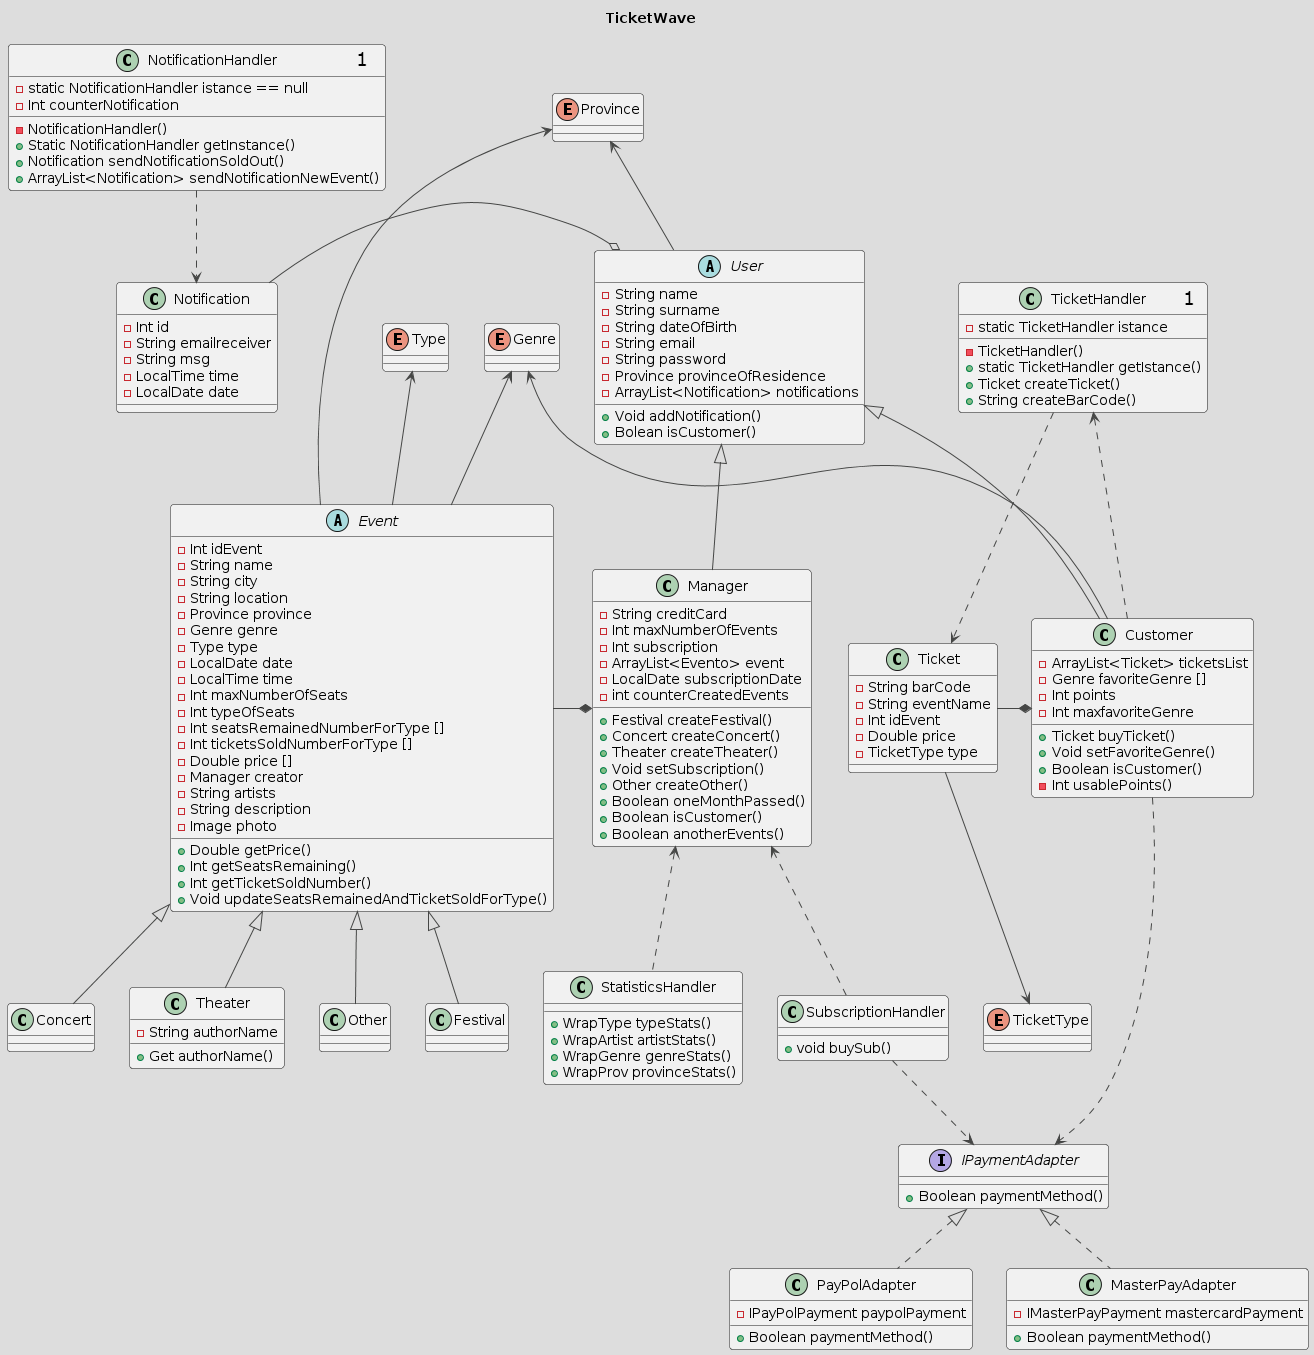 TicketWave
C NotificationHandler 1
static NotificationHandler istance == null
Int counterNotification
NotificationHandler()
Static NotificationHandler getInstance()
Notification sendNotificationSoldOut()
ArrayList<Notification> sendNotificationNewEvent()
E Province
A User
String name
String surname
String dateOfBirth
String email
String password
Province provinceOfResidence
ArrayList<Notification> notifications
Void addNotification()
Bolean isCustomer()
C Notification
Int id
String emailreceiver
String msg
LocalTime time
LocalDate date
E Type
E Genre
C TicketHandler 1
static TicketHandler istance
TicketHandler()
static TicketHandler getIstance()
Ticket createTicket()
String createBarCode()
A Event
Int idEvent
String name
String city
String location
Province province
Genre genre
Type type
LocalDate date
LocalTime time
Int maxNumberOfSeats
Int typeOfSeats
Int seatsRemainedNumberForType []
Int ticketsSoldNumberForType []
Double price []
Manager creator
String artists
String description
Image photo
Double getPrice()
Int getSeatsRemaining()
Int getTicketSoldNumber()
Void updateSeatsRemainedAndTicketSoldForType()
C Manager
String creditCard
Int maxNumberOfEvents
Int subscription
ArrayList<Evento> event
LocalDate subscriptionDate
int counterCreatedEvents
Festival createFestival()
Concert createConcert()
Theater createTheater()
Void setSubscription()
Other createOther()
Boolean oneMonthPassed()
Boolean isCustomer()
Boolean anotherEvents()
C Ticket
String barCode
String eventName
Int idEvent
Double price
TicketType type
C Customer
ArrayList<Ticket> ticketsList
Genre favoriteGenre []
Int points
Int maxfavoriteGenre
Ticket buyTicket()
Void setFavoriteGenre()
Boolean isCustomer()
Int usablePoints()
C Concert
C Theater
String authorName
Get authorName()
C Other
C Festival
C StatisticsHandler
WrapType typeStats()
WrapArtist artistStats()
WrapGenre genreStats()
WrapProv provinceStats()
C SubscriptionHandler
void buySub()
E TicketType
I IPaymentAdapter
Boolean paymentMethod()
C PayPolAdapter
IPayPolPayment paypolPayment
Boolean paymentMethod()
C MasterPayAdapter
IMasterPayPayment mastercardPayment
Boolean paymentMethod()